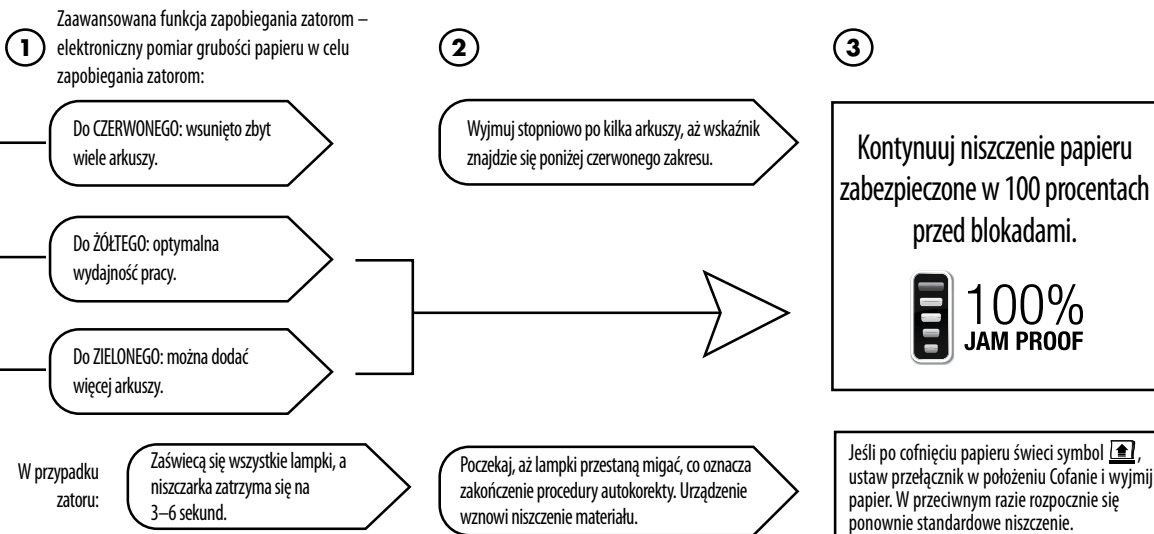 1
Zaawansowana funkcja zapobiegania zatorom –
elektroniczny pomiar grubości papieru w celu
zapobiegania zatorom:
Do CZERWONEGO: wsunięto zbyt
wiele arkuszy.
Do ŻÓŁTEGO: optymalna
wydajność pracy.
Do ZIELONEGO: można dodać
więcej arkuszy.
2
Wyjmuj stopniowo po kilka arkuszy, aż wskaźnik
znajdzie się poniżej czerwonego zakresu.
3
Kontynuuj niszczenie papieru
zabezpieczone w 100 procentach
przed blokadami.
100%
JAM PROOF
W przypadku
zatoru:
Zaświecą się wszystkie lampki, a
niszczarka zatrzyma się na
3–6 sekund.
Poczekaj, aż lampki przestaną migać, co oznacza
zakończenie procedury autokorekty. Urządzenie
wznowi niszczenie materiału.
Jeśli po cofnięciu papieru świeci symbol ,
ustaw przełącznik w położeniu Cofanie i wyjmij
papier. W przeciwnym razie rozpocznie się
ponownie standardowe niszczenie.